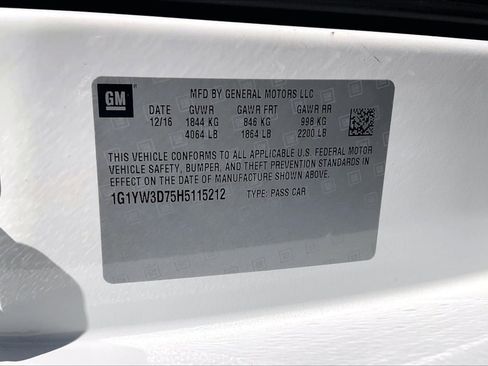 GM
MFD BY GENERAL MOTORS LLC
DATE GVWR GAWR FRT GAWR RR
12/16 1844 KG 846 KG 998 KG
4064 LB 1864 LB 2200 LB
THIS VEHICLE CONFORMS TO ALL APPLICABLE U.S. FEDERAL MOTOR
VEHICLE SAFETY, BUMPER, AND THEFT PREVENTION STANDARDS IN
EFFECT ON THE DATE OF MANUFACTURE SHOWN ABOVE.
1G1YW3D75H5115212 TYPE: PASS CAR